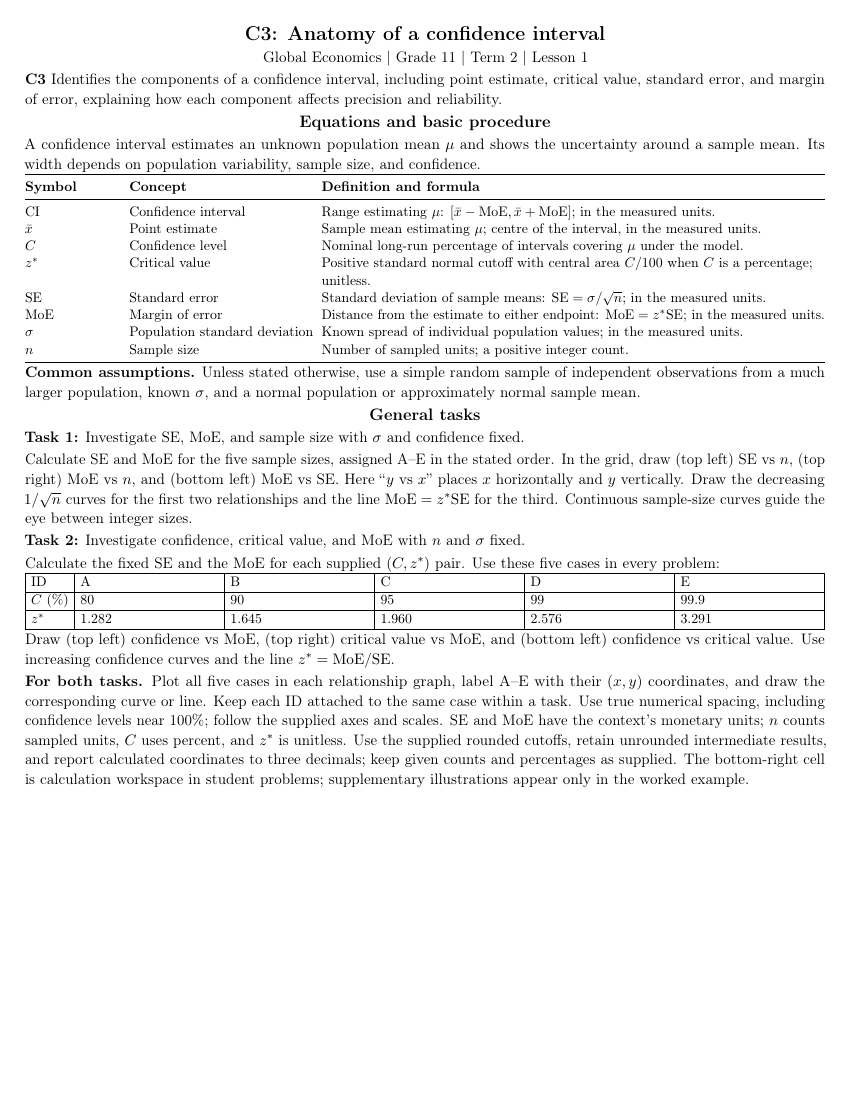 C3: Anatomy of a confidence interval
Global Economics | Grade 11 | Term 2 | Lesson 1
C3 Identifies the components of a confidence interval, including point estimate, critical value, standard error, and margin
of error, explaining how each component affects precision and reliability.
Equations and basic procedure
A confidence interval estimates an unknown population mean μ and shows the uncertainty around a sample mean. Its
width depends on population variability, sample size, and confidence.
Symbol Concept Definition and formula
CI Confidence interval Range estimating μ: [x̄ − MoE, x̄ + MoE]; in the measured units.
x̄ Point estimate Sample mean estimating μ; centre of the interval, in the measured units.
C Confidence level Nominal long-run percentage of intervals covering μ under the model.
z* Critical value Positive standard normal cutoff with central area C/100 when C is a percentage;
unitless.
SE Standard error Standard deviation of sample means: SE = σ/√n; in the measured units.
MoE Margin of error Distance from the estimate to either endpoint: MoE = z*SE; in the measured units.
σ Population standard deviation Known spread of individual population values; in the measured units.
n Sample size Number of sampled units; a positive integer count.
Common assumptions. Unless stated otherwise, use a simple random sample of independent observations from a much
larger population, known σ, and a normal population or approximately normal sample mean.
General tasks
Task 1: Investigate SE, MoE, and sample size with σ and confidence fixed.
Calculate SE and MoE for the five sample sizes, assigned A–E in the stated order. In the grid, draw (top left) SE vs n, (top
right) MoE vs n, and (bottom left) MoE vs SE. Here “y vs x” places x horizontally and y vertically. Draw the decreasing
1/√n curves for the first two relationships and the line MoE = z*SE for the third. Continuous sample-size curves guide the
eye between integer sizes.
Task 2: Investigate confidence, critical value, and MoE with n and σ fixed.
Calculate the fixed SE and the MoE for each supplied (C, z*) pair. Use these five cases in every problem:
ID A B C D E
C (%) 80 90 95 99 99.9
z* 1.282 1.645 1.960 2.576 3.291
Draw (top left) confidence vs MoE, (top right) critical value vs MoE, and (bottom left) confidence vs critical value. Use
increasing confidence curves and the line z* = MoE/SE.
For both tasks. Plot all five cases in each relationship graph, label A–E with their (x, y) coordinates, and draw the
corresponding curve or line. Keep each ID attached to the same case within a task. Use true numerical spacing, including
confidence levels near 100%; follow the supplied axes and scales. SE and MoE have the context's monetary units; n counts
sampled units, C uses percent, and z* is unitless. Use the supplied rounded cutoffs, retain unrounded intermediate results,
and report calculated coordinates to three decimals; keep given counts and percentages as supplied. The bottom-right cell
is calculation workspace in student problems; supplementary illustrations appear only in the worked example.